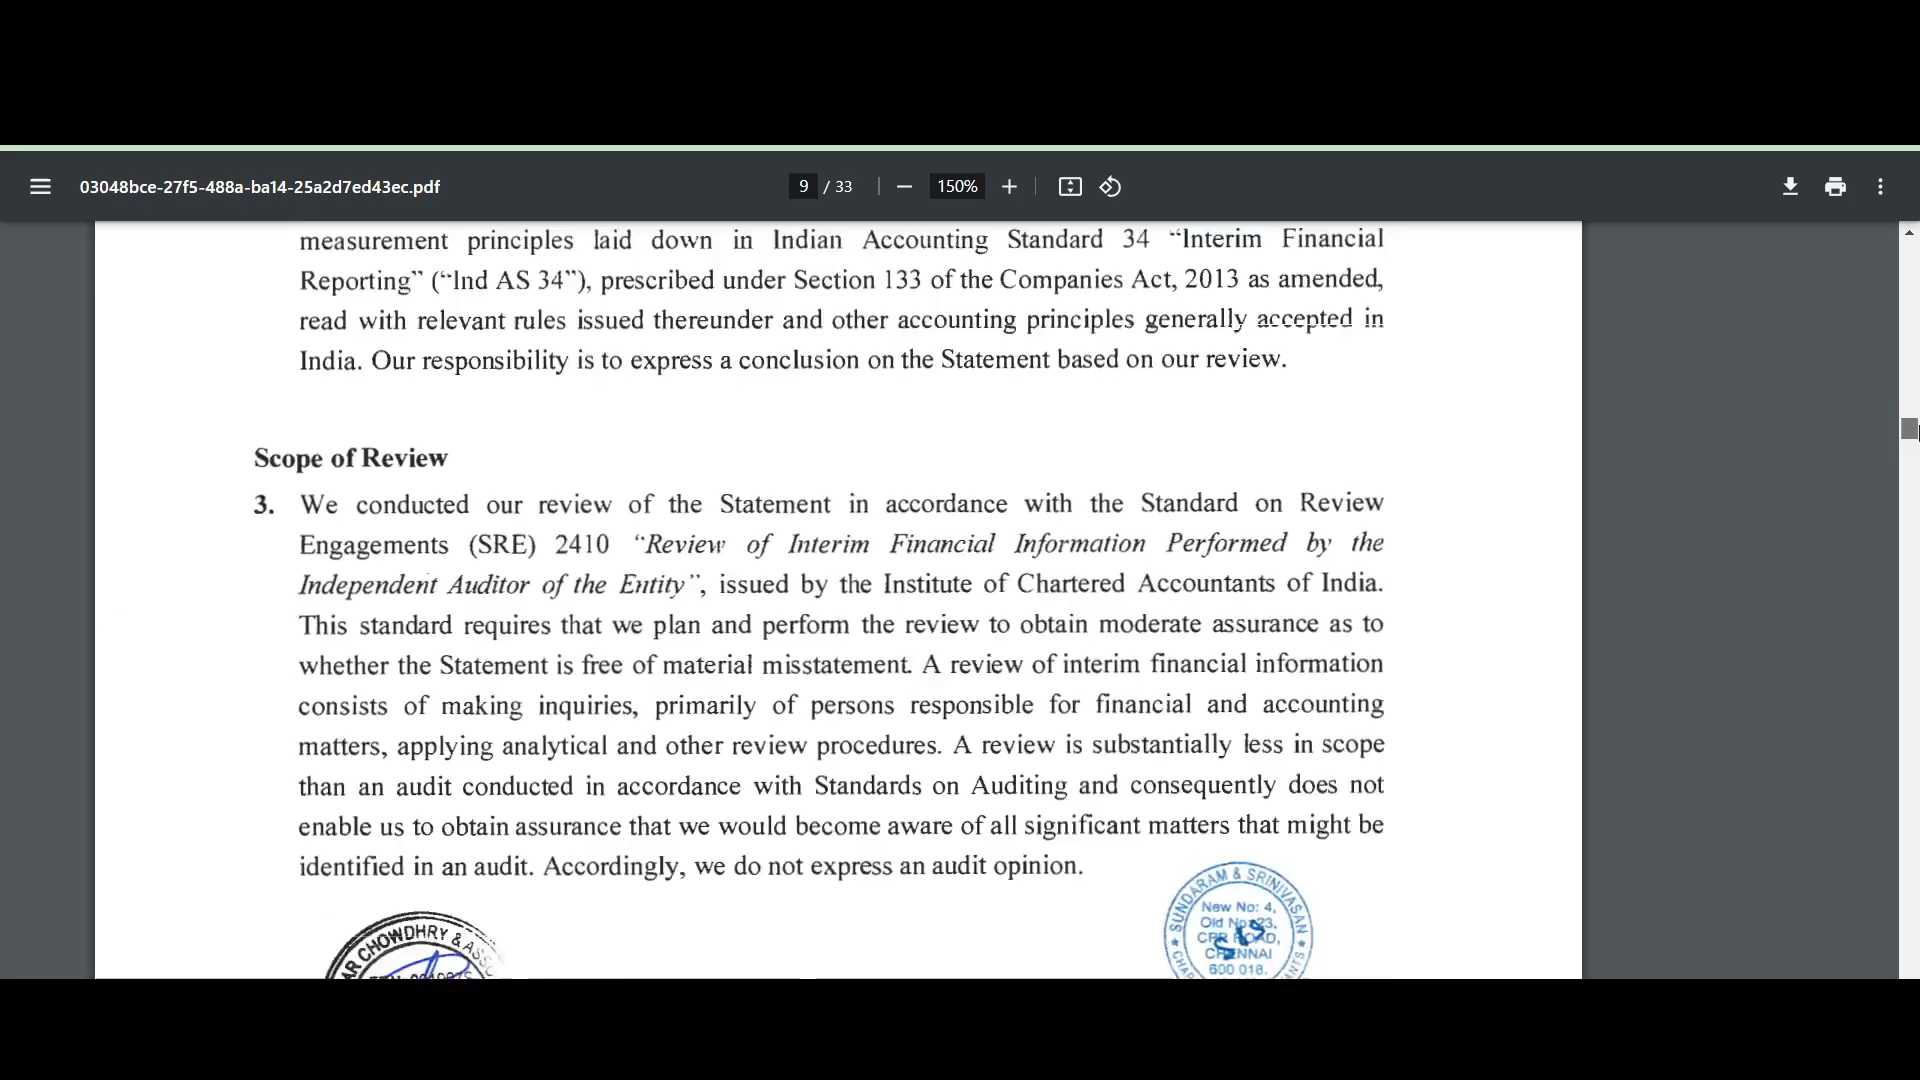 03048bce-27f5-488a-ba14-25a2d7ed43ec.pdf
9 / 33
150%
measurement principles laid down in Indian Accounting Standard 34 “Interim Financial
Reporting” (“Ind AS 34”), prescribed under Section 133 of the Companies Act, 2013 as amended,
read with relevant rules issued thereunder and other accounting principles generally accepted in
India. Our responsibility is to express a conclusion on the Statement based on our review.
Scope of Review
3. We conducted our review of the Statement in accordance with the Standard on Review
Engagements (SRE) 2410 “Review of Interim Financial Information Performed by the
Independent Auditor of the Entity”, issued by the Institute of Chartered Accountants of India.
This standard requires that we plan and perform the review to obtain moderate assurance as to
whether the Statement is free of material misstatement. A review of interim financial information
consists of making inquiries, primarily of persons responsible for financial and accounting
matters, applying analytical and other review procedures. A review is substantially less in scope
than an audit conducted in accordance with Standards on Auditing and consequently does not
enable us to obtain assurance that we would become aware of all significant matters that might be
identified in an audit. Accordingly, we do not express an audit opinion.
CHOWDHRY &
SUNDARAM & SRINIVASAN
New No: 4,
Old No: 23,
CPR ROAD,
CHENNAI
600 018.